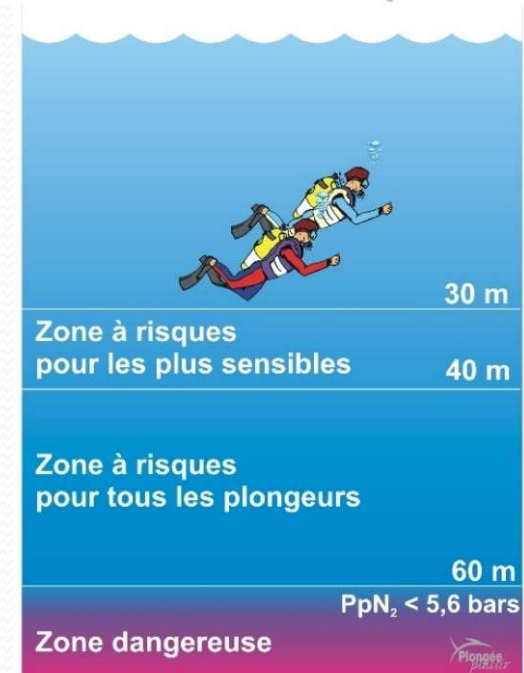 30 m
Zone à risques
pour les plus sensibles
40 m
Zone à risques
pour tous les plongeurs
60 m
PpN₂ < 5,6 bars
Zone dangereuse
Plongée
plaisir